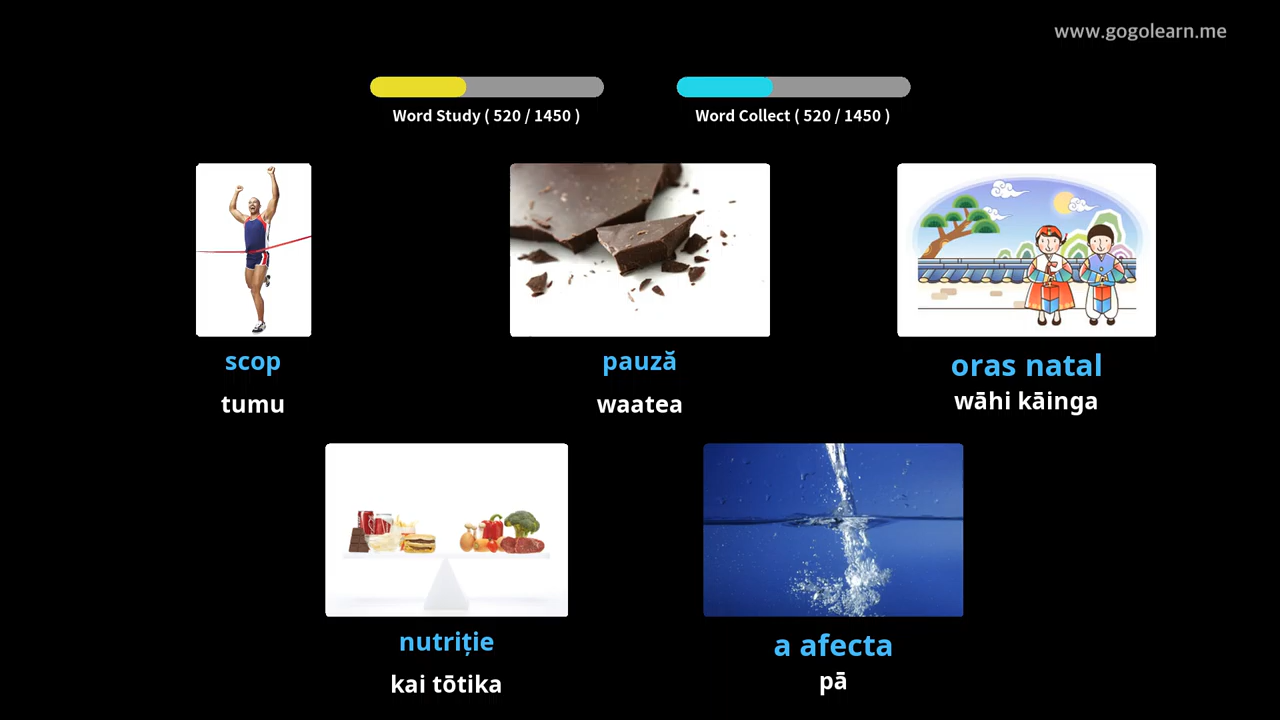 www.gogolearn.me
Word Study ( 520 / 1450 )
Word Collect ( 520 / 1450 )
scop
tumu
pauză
waatea
oras natal
wāhi kāinga
nutriție
kai tōtika
a afecta
pā